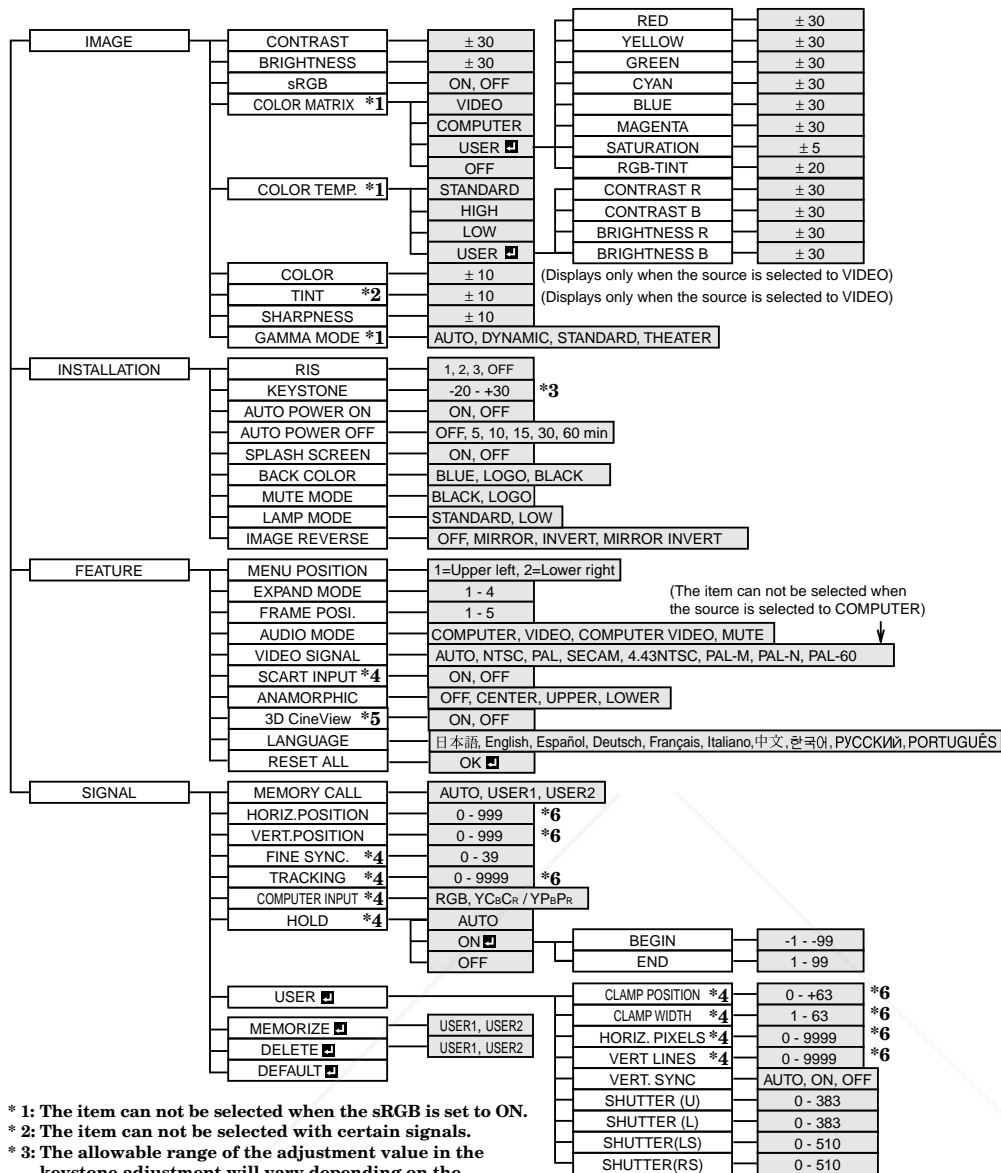 RED ± 30
IMAGE CONTRAST ± 30 YELLOW ± 30
BRIGHTNESS ± 30 GREEN ± 30
sRGB ON, OFF CYAN ± 30
COLOR MATRIX *1 VIDEO BLUE ± 30
COMPUTER MAGENTA ± 30
USER SATURATION ± 5
OFF RGB-TINT ± 20
COLOR TEMP. *1 STANDARD CONTRAST R ± 30
HIGH CONTRAST B ± 30
LOW BRIGHTNESS R ± 30
USER BRIGHTNESS B ± 30
COLOR ± 10 (Displays only when the source is selected to VIDEO)
TINT *2 ± 10 (Displays only when the source is selected to VIDEO)
SHARPNESS ± 10
GAMMA MODE *1 AUTO, DYNAMIC, STANDARD, THEATER
INSTALLATION RIS 1, 2, 3, OFF
KEYSTONE -20 - +30 *3
AUTO POWER ON ON, OFF
AUTO POWER OFF OFF, 5, 10, 15, 30, 60 min
SPLASH SCREEN ON, OFF
BACK COLOR BLUE, LOGO, BLACK
MUTE MODE BLACK, LOGO
LAMP MODE STANDARD, LOW
IMAGE REVERSE OFF, MIRROR, INVERT, MIRROR INVERT
FEATURE MENU POSITION 1=Upper left, 2=Lower right
EXPAND MODE 1 - 4 (The item can not be selected when
FRAME POSI. 1 - 5 the source is selected to COMPUTER)
AUDIO MODE COMPUTER, VIDEO, COMPUTER VIDEO, MUTE
VIDEO SIGNAL AUTO, NTSC, PAL, SECAM, 4.43NTSC, PAL-M, PAL-N, PAL-60
SCART INPUT *4 ON, OFF
ANAMORPHIC OFF, CENTER, UPPER, LOWER
3D CineView *5 ON, OFF
LANGUAGE 日本語, English, Español, Deutsch, Français, Italiano,中文,한국어, РУССКИЙ, PORTUGUÊS
RESET ALL OK
SIGNAL MEMORY CALL AUTO, USER1, USER2
HORIZ.POSITION 0 - 999 *6
VERT.POSITION 0 - 999 *6
FINE SYNC. *4 0 - 39
TRACKING *4 0 - 9999 *6
COMPUTER INPUT *4 RGB, YCBCR / YPBPR
HOLD *4 AUTO
ON BEGIN -1 - -99
OFF END 1 - 99
USER CLAMP POSITION *4 0 - +63 *6
CLAMP WIDTH *4 1 - 63 *6
MEMORIZE USER1, USER2 HORIZ. PIXELS *4 0 - 9999 *6
DELETE USER1, USER2 VERT LINES *4 0 - 9999 *6
DEFAULT VERT. SYNC AUTO, ON, OFF
SHUTTER (U) 0 - 383
SHUTTER (L) 0 - 383
SHUTTER(LS) 0 - 510
SHUTTER(RS) 0 - 510
* 1: The item can not be selected when the sRGB is set to ON.
* 2: The item can not be selected with certain signals.
* 3: The allowable range of the adjustment value in the
keystone adjustment will vary depending on the